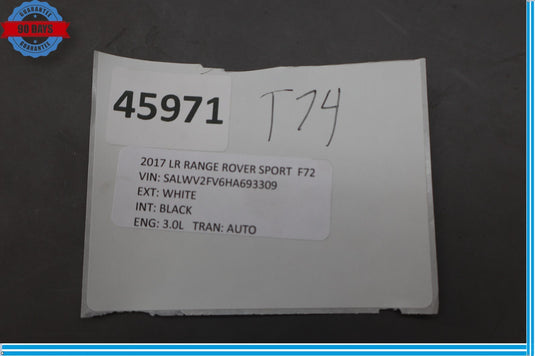 GUARANTEE
90 DAYS
GUARANTEE
45971
T74
2017 LR RANGE ROVER SPORT F72
VIN: SALWV2FV6HA693309
EXT: WHITE
INT: BLACK
ENG: 3.0L TRAN: AUTO